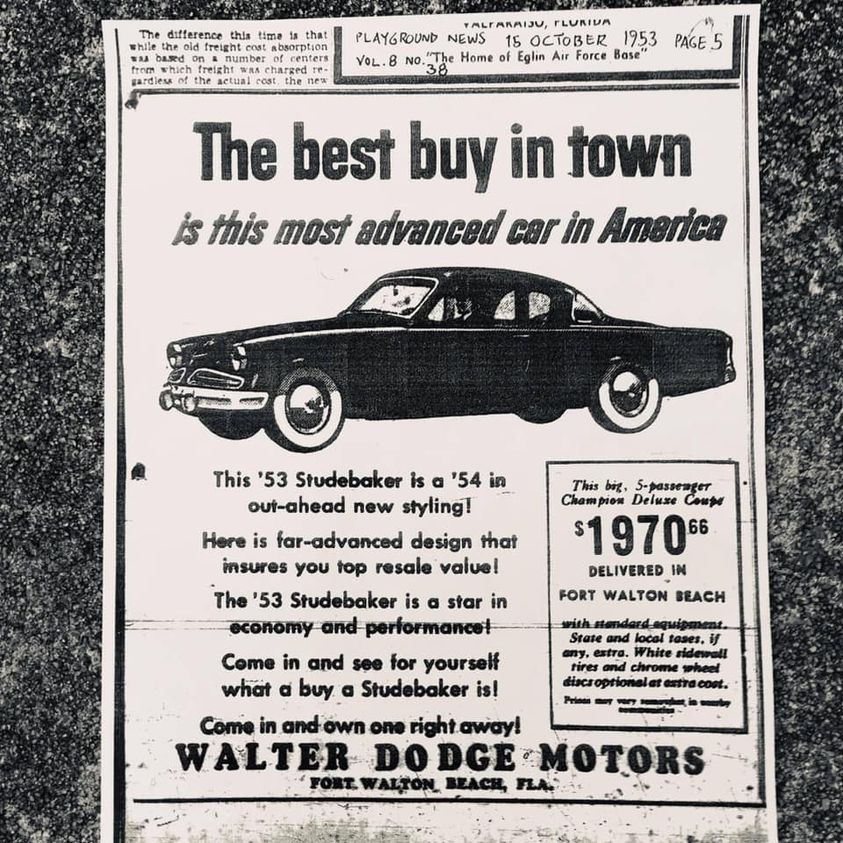 The difference this time is that
while the old freight cost absorption
was based on a number of centers
from which freight was charged re-
gardless of the actual cost, the new
VALPARAISO, FLORIDA
PLAYGROUND NEWS 15 OCTOBER 1953 PAGE 5
VOL. 8 NO. 38 "The Home of Eglin Air Force Base"
The best buy in town
is this most advanced car in America
This '53 Studebaker is a '54 in
out-ahead new styling!
Here is far-advanced design that
insures you top resale value!
The '53 Studebaker is a star in
economy and performance!
Come in and see for yourself
what a buy a Studebaker is!
Come in and own one right away!
This big, 5-passenger
Champion Deluxe Coupe
$1970 66
DELIVERED IN
FORT WALTON BEACH
with standard equipment.
State and local taxes, if
any, extra. White sidewall
tires and chrome wheel
discs optional at extra cost.
Prices may vary somewhat in nearby
communities
WALTER DODGE MOTORS
FORT WALTON BEACH, FLA.